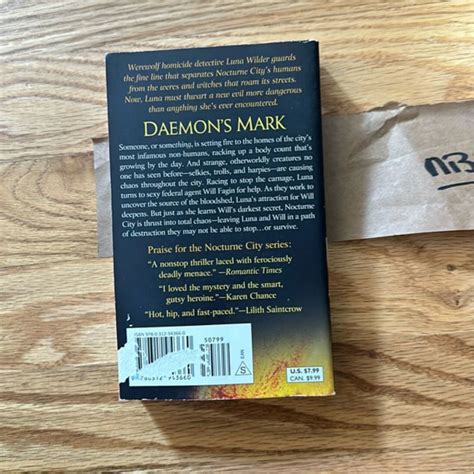 Werewolf homicide detective Luna Wilder guards
the fine line that separates Nocturne City's humans
from the weres and witches that roam its streets.
Now, Luna must thwart a new evil more dangerous
than anything she's ever encountered.
DAEMON'S MARK
Someone, or something, is setting fire to the homes of the city's
most infamous non-humans, racking up a body count that's
growing by the day. And strange, otherworldly creatures no
one has seen before—selkies, trolls, and harpies—are causing
chaos throughout the city. Racing to stop the carnage, Luna
turns to sexy federal agent Will Fagin for help. As they work to
uncover the source of the bloodshed, Luna's attraction for Will
deepens. But just as she learns Will's darkest secret, Nocturne
City is thrust into total chaos—leaving Luna and Will in a path
of destruction they may not be able to stop...or survive.
Praise for the Nocturne City series:
"A nonstop thriller laced with ferociously
deadly menace." —Romantic Times
"I loved the mystery and the smart,
gutsy heroine." —Karen Chance
"Hot, hip, and fast-paced." —Lilith Saintcrow
ISBN 978-0-312-94366-0
50799
U.S. $7.99
CAN. $9.99